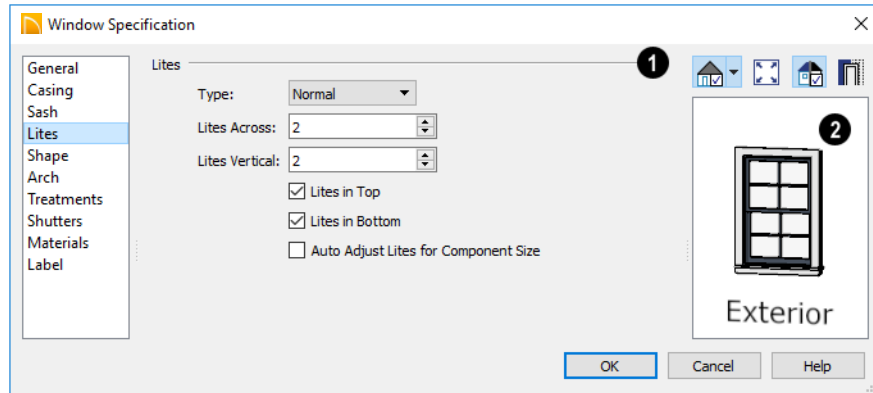 Window Specification
General
Casing
Sash
Lites
Shape
Arch
Treatments
Shutters
Materials
Label
Lites
Type: Normal
Lites Across: 2
Lites Vertical: 2
Lites in Top
Lites in Bottom
Auto Adjust Lites for Component Size
1
2
Exterior
OK Cancel Help